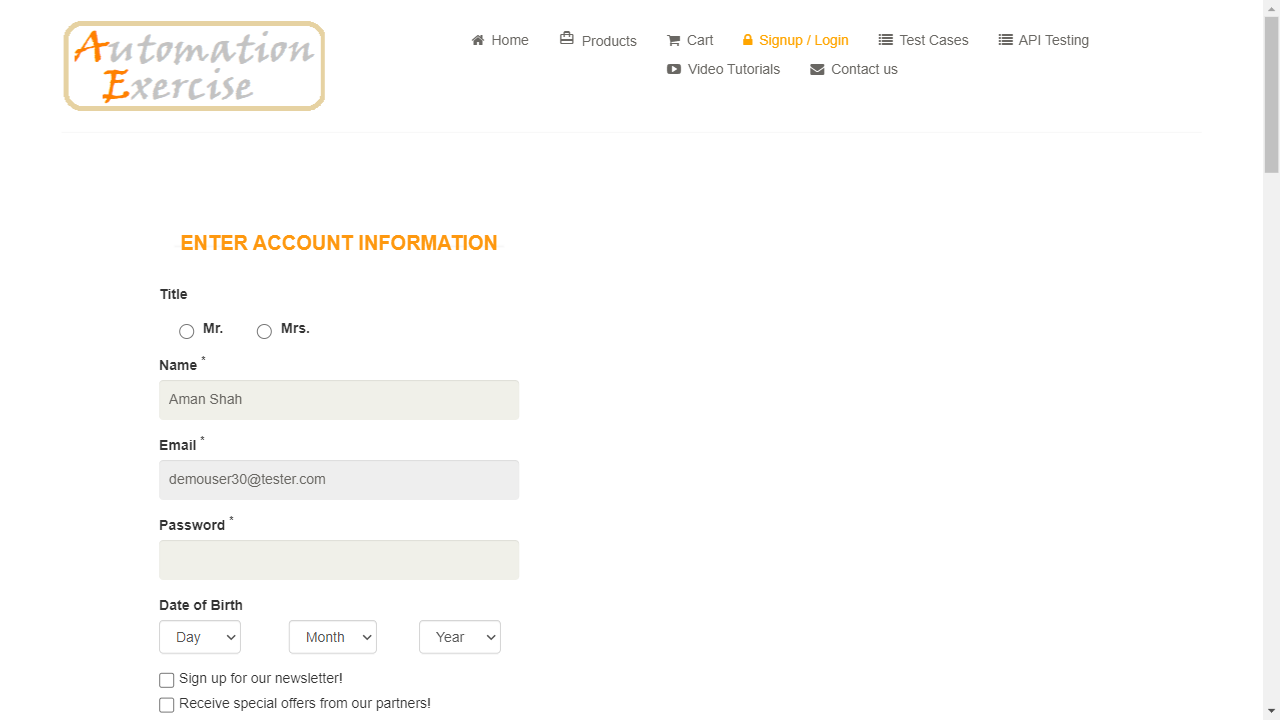 Automation
Exercise
Home
Products
Cart
Signup / Login
Test Cases
API Testing
Video Tutorials
Contact us
ENTER ACCOUNT INFORMATION
Title
Mr.
Mrs.
Name *
Aman Shah
Email *
demouser30@tester.com
Password *
Date of Birth
Day
Month
Year
Sign up for our newsletter!
Receive special offers from our partners!